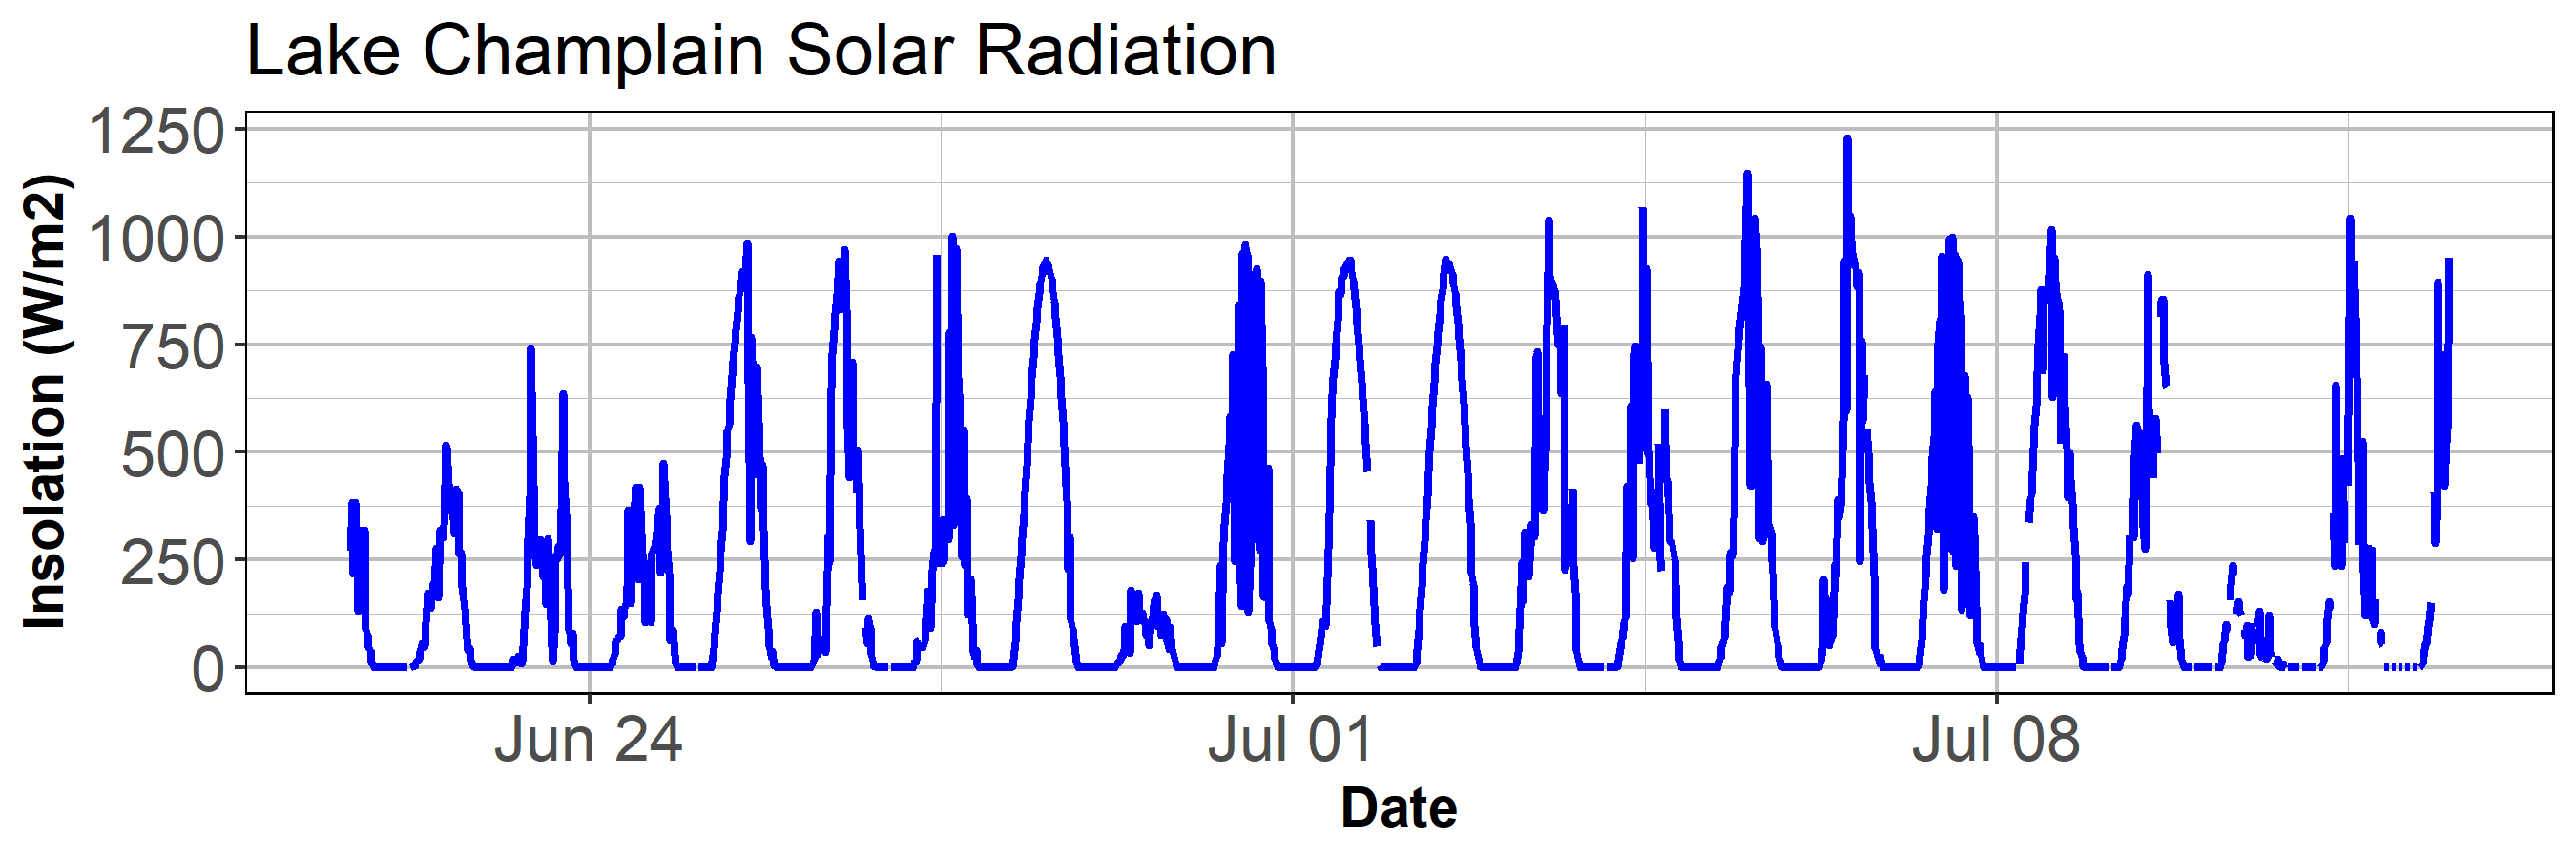 Lake Champlain Solar Radiation
1250
1000
750
500
250
0
Insolation (W/m2)
Jun 24
Jul 01
Jul 08
Date